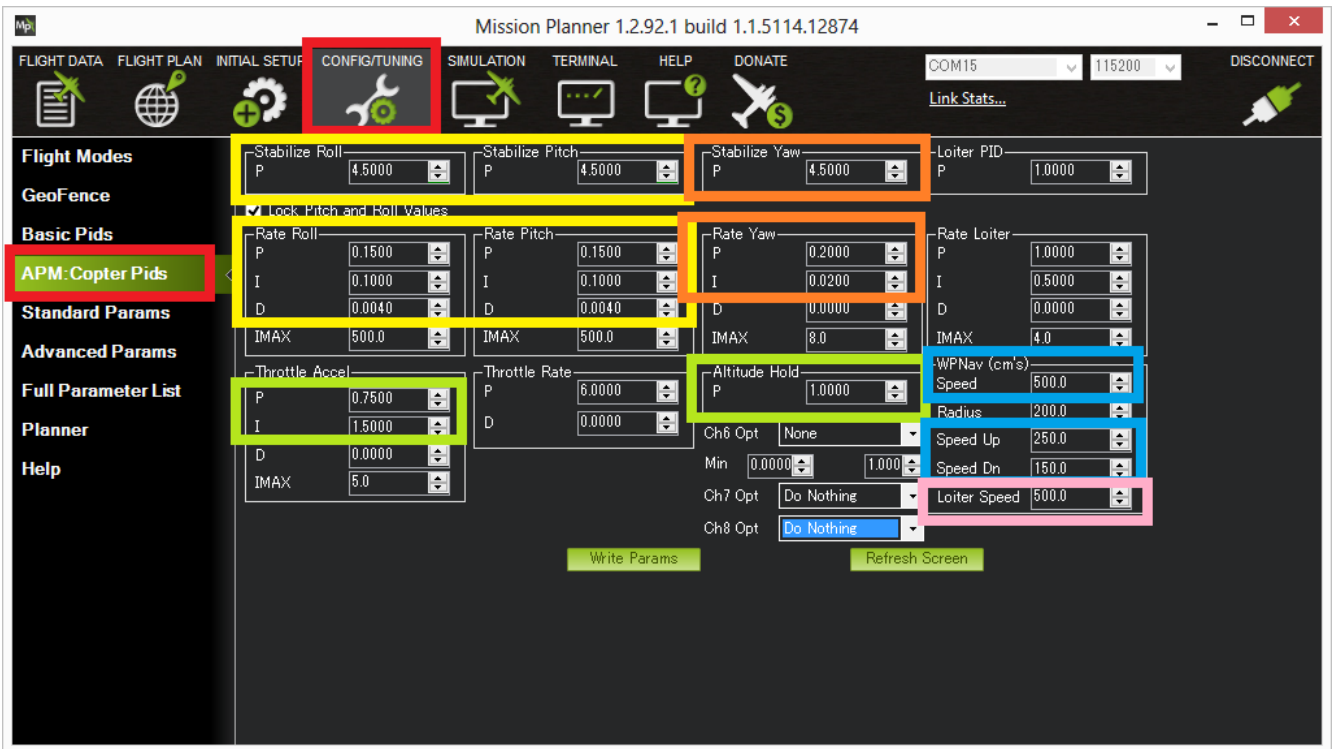 Mp
Mission Planner 1.2.92.1 build 1.1.5114.12874
FLIGHT DATA FLIGHT PLAN INITIAL SETUP CONFIG/TUNING SIMULATION TERMINAL HELP DONATE COM15 115200 DISCONNECT
Link Stats...
Flight Modes
GeoFence
Basic Pids
APM:Copter Pids
Standard Params
Advanced Params
Full Parameter List
Planner
Help
Stabilize Roll
P 4.5000
Stabilize Pitch
P 4.5000
Stabilize Yaw
P 4.5000
Loiter PID
P 1.0000
Lock Pitch and Roll Values
Rate Roll
P 0.1500
I 0.1000
D 0.0040
IMAX 500.0
Rate Pitch
P 0.1500
I 0.1000
D 0.0040
IMAX 500.0
Rate Yaw
P 0.2000
I 0.0200
D 0.0000
IMAX 8.0
Rate Loiter
P 1.0000
I 0.5000
D 0.0000
IMAX 4.0
Throttle Accel
P 0.7500
I 1.5000
D 0.0000
IMAX 5.0
Throttle Rate
P 6.0000
D 0.0000
Altitude Hold
P 1.0000
Ch6 Opt None
Min 0.0000 1.000
Ch7 Opt Do Nothing
Ch8 Opt Do Nothing
WPNav (cm's)
Speed 500.0
Radius 200.0
Speed Up 250.0
Speed Dn 150.0
Loiter Speed 500.0
Write Params
Refresh Screen